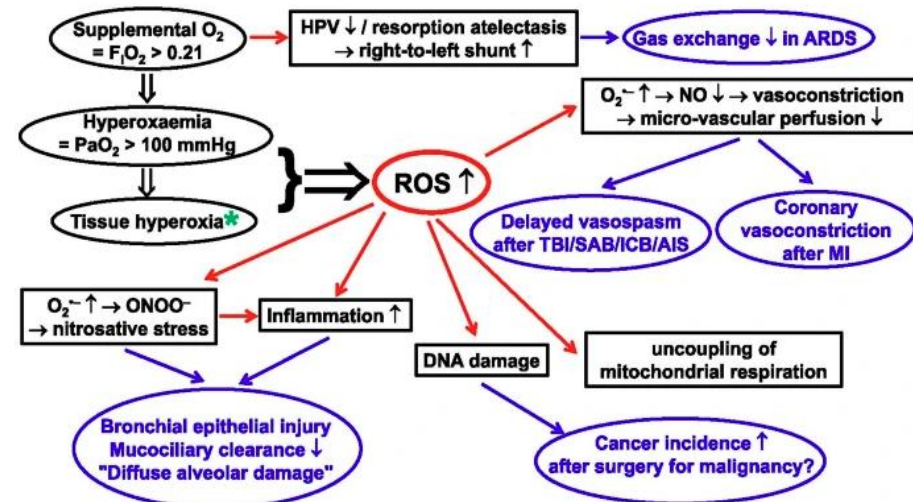 Supplemental O₂
= FᵢO₂ > 0.21
HPV ↓ / resorption atelectasis
→ right-to-left shunt ↑
Gas exchange ↓ in ARDS
Hyperoxaemia
= PaO₂ > 100 mmHg
Tissue hyperoxia*
ROS ↑
O₂•− ↑ → NO ↓ → vasoconstriction
→ micro-vascular perfusion ↓
Delayed vasospasm
after TBI/SAB/ICB/AIS
Coronary
vasoconstriction
after MI
O₂•− ↑ → ONOO−
→ nitrosative stress
Inflammation ↑
DNA damage
uncoupling of
mitochondrial respiration
Bronchial epithelial injury
Mucociliary clearance ↓
"Diffuse alveolar damage"
Cancer incidence ↑
after surgery for malignancy?